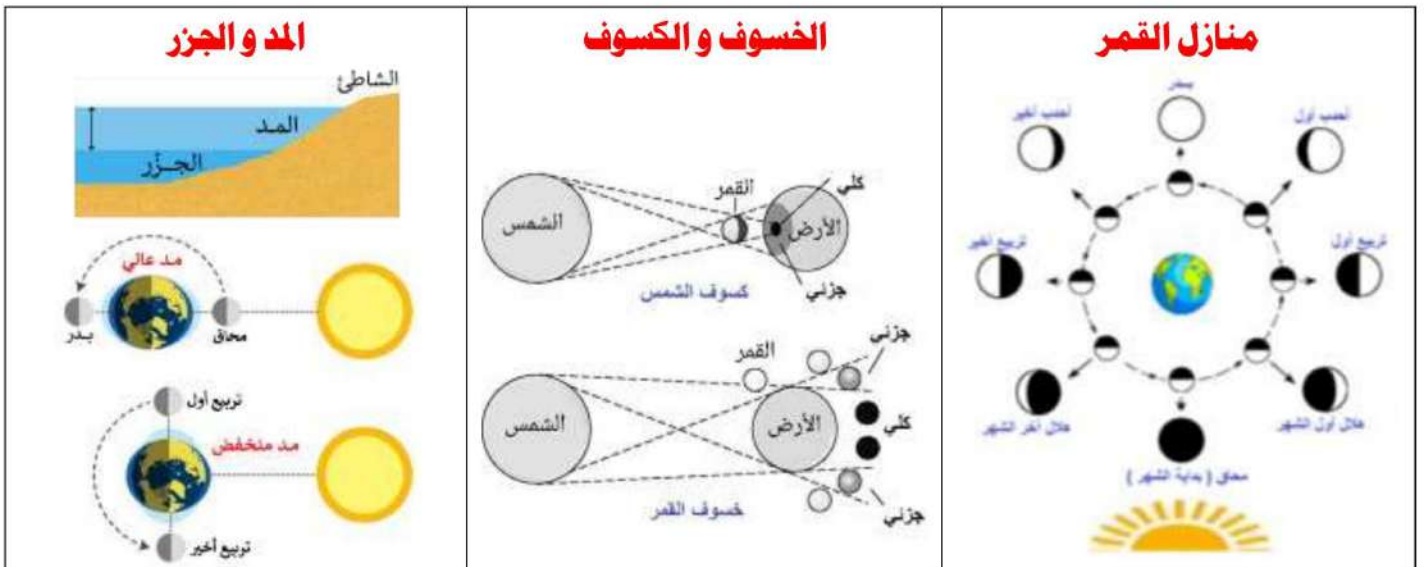 منازل القمر
بدر
أحدب أخير
أحدب أول
تربيع أخير
تربيع أول
هلال أخر الشهر
هلال أول الشهر
محاق ( بداية الشهر )
الخسوف و الكسوف
القمر
كلي
الشمس
الأرض
جزئي
كسوف الشمس
جزئي
القمر
الشمس
الأرض
كلي
جزئي
خسوف القمر
المد و الجزر
الشاطئ
المد
الجزْر
مد عالي
بدر
محاق
تربيع أول
مد منخفض
تربيع أخير